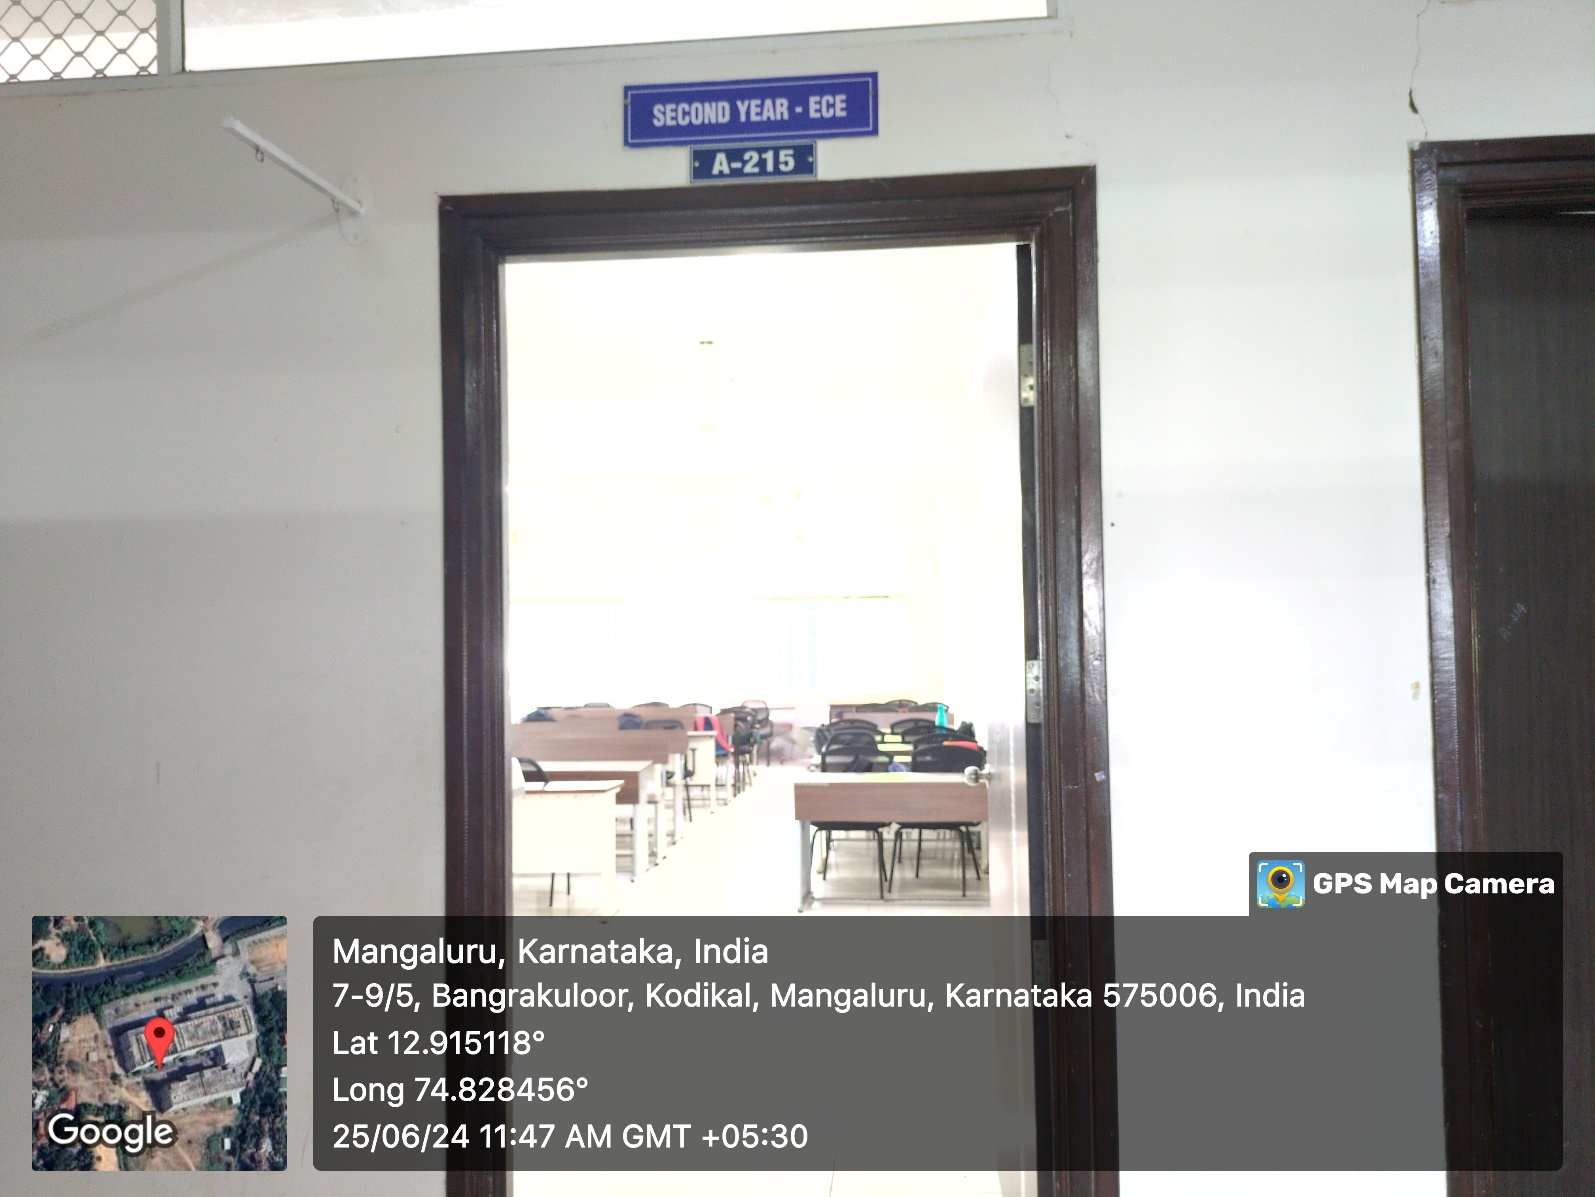 SECOND YEAR - ECE
A-215
GPS Map Camera
Mangaluru, Karnataka, India
7-9/5, Bangrakuloor, Kodikal, Mangaluru, Karnataka 575006, India
Lat 12.915118°
Long 74.828456°
25/06/24 11:47 AM GMT +05:30
Google